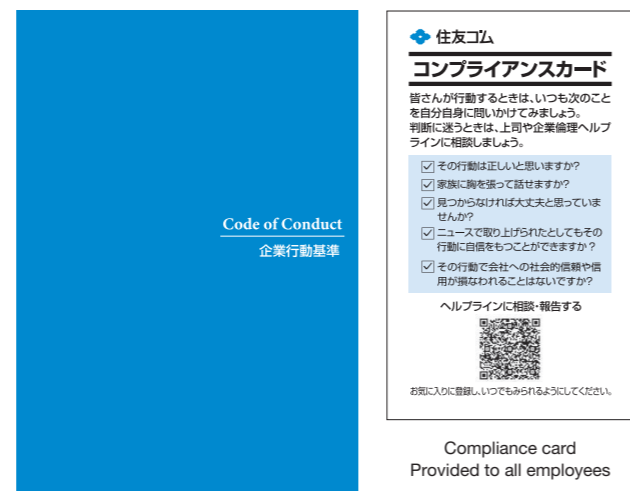 Code of Conduct
企業行動基準
住友ゴム
コンプライアンスカード
皆さんが行動するときは、いつも次のこと
を自分自身に問いかけてみましょう。
判断に迷うときは、上司や企業倫理ヘルプ
ラインに相談しましょう。
その行動は正しいと思いますか?
家族に胸を張って話せますか?
見つからなければ大丈夫と思っていま
せんか?
ニュースで取り上げられたとしてもその
行動に自信をもつことができますか？
その行動で会社への社会的信頼や信
用が損なわれることはないですか?
ヘルプラインに相談・報告する
お気に入りに登録し、いつでもみられるようにしてください。
Compliance card
Provided to all employees